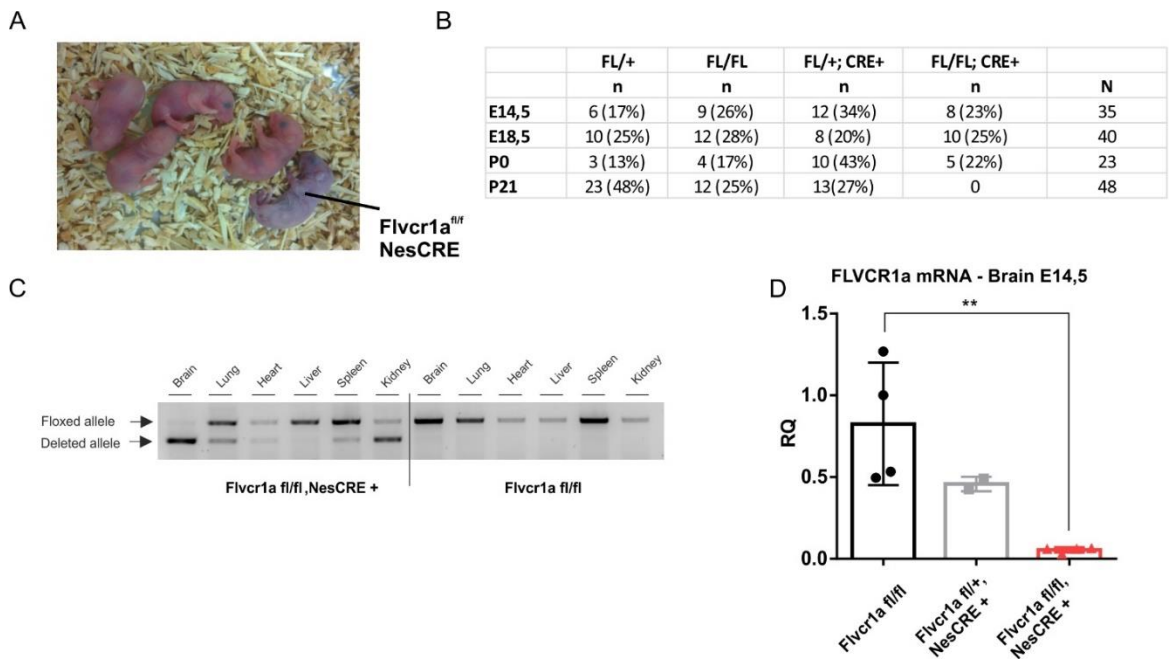 A
Flvcr1a fl/f
NesCRE
B
FL/+ FL/FL FL/+; CRE+ FL/FL; CRE+
n n n n N
E14,5 6 (17%) 9 (26%) 12 (34%) 8 (23%) 35
E18,5 10 (25%) 12 (28%) 8 (20%) 10 (25%) 40
P0 3 (13%) 4 (17%) 10 (43%) 5 (22%) 23
P21 23 (48%) 12 (25%) 13(27%) 0 48
C
Brain Lung Heart Liver Spleen Kidney Brain Lung Heart Liver Spleen Kidney
Floxed allele
Deleted allele
Flvcr1a fl/fl ,NesCRE + Flvcr1a fl/fl
D
FLVCR1a mRNA - Brain E14,5
**
1.5
1.0
0.5
0.0
RQ
Flvcr1a fl/fl
Flvcr1a fl/+,
NesCRE +
Flvcr1a fl/fl,
NesCRE +